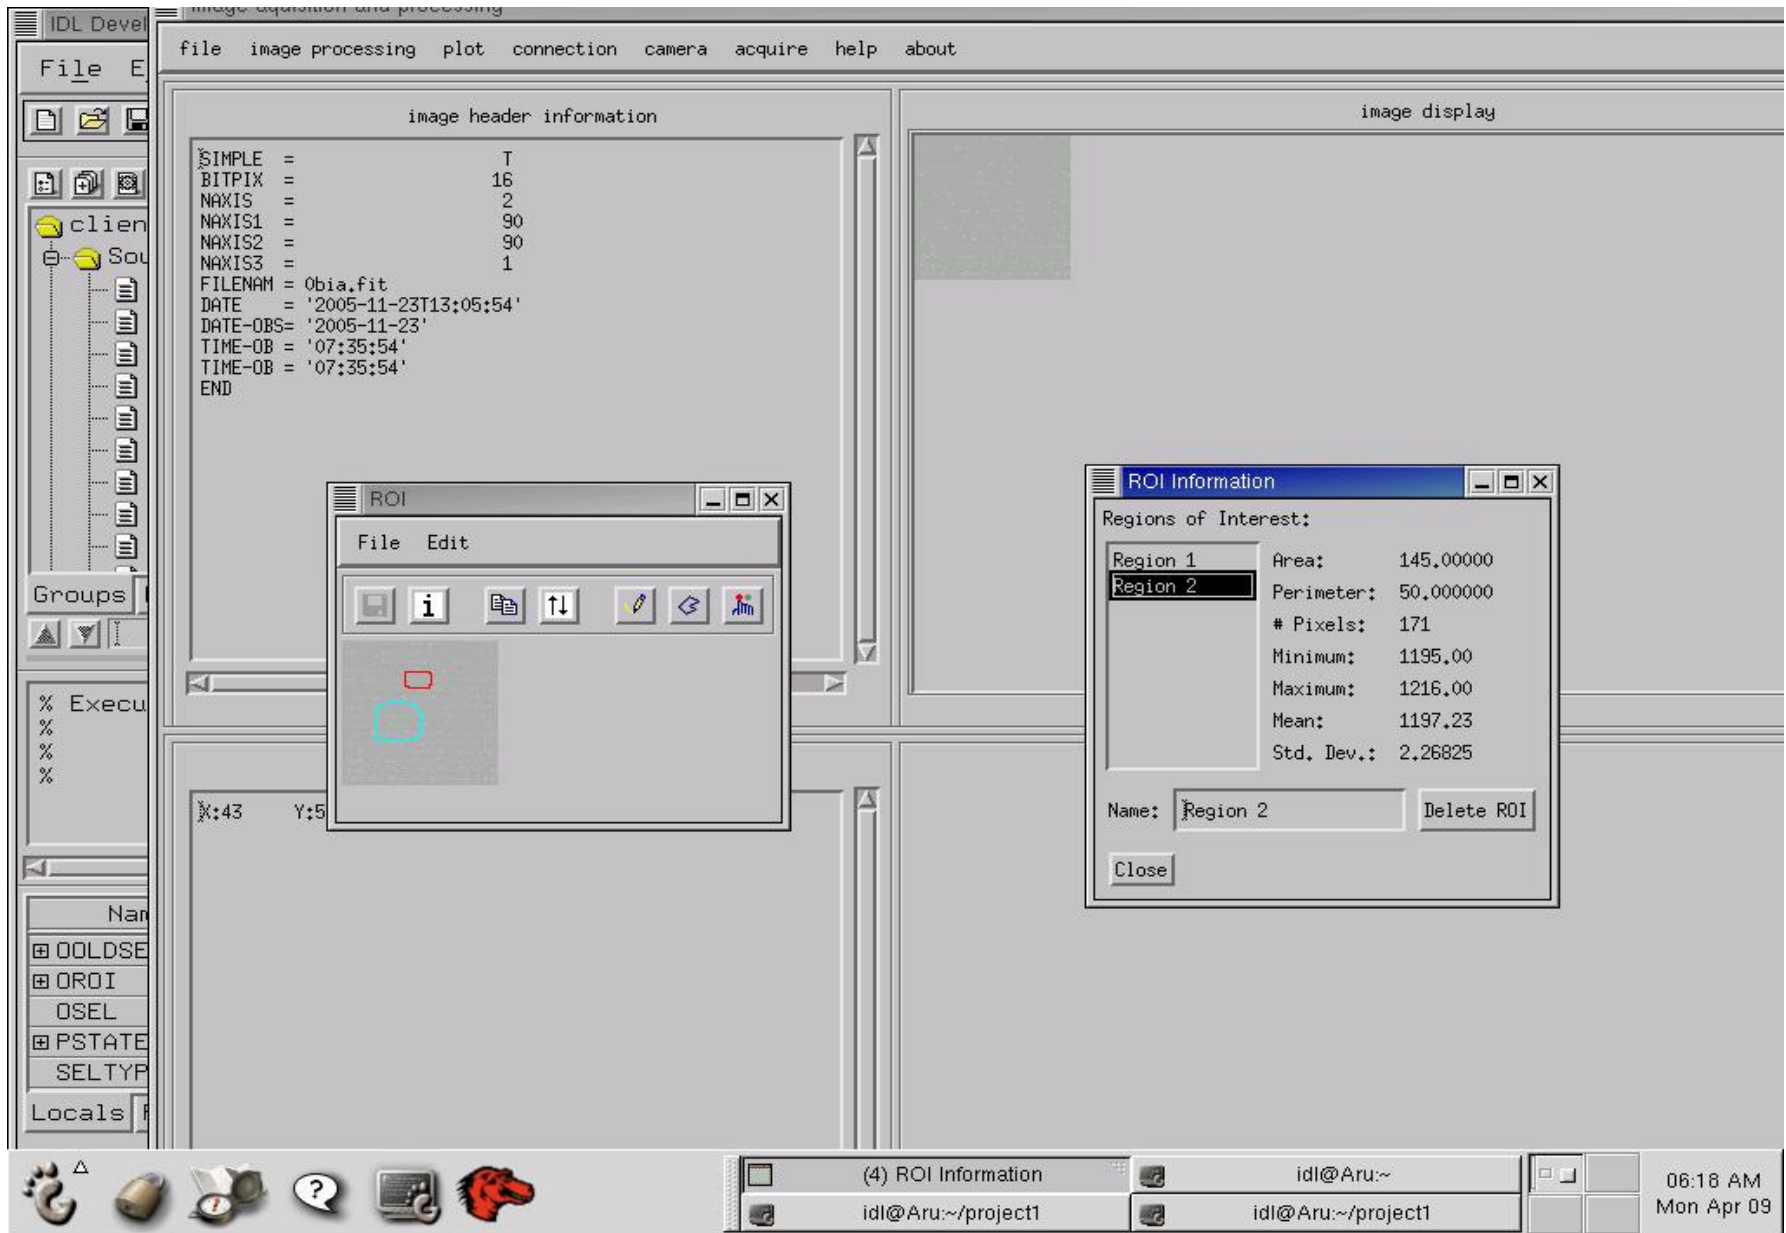 IDL Devel
image aquisition and processing
File E
file image processing plot connection camera acquire help about
image header information
image display
SIMPLE = T
BITPIX = 16
NAXIS = 2
NAXIS1 = 90
NAXIS2 = 90
NAXIS3 = 1
FILENAM = Obia.fit
DATE = '2005-11-23T13:05:54'
DATE-OBS= '2005-11-23'
TIME-OB = '07:35:54'
TIME-OB = '07:35:54'
END
clien
Sou
Groups
% Execu
%
%
%
Nam
OOLDSE
OROI
OSEL
PSTATE
SELTYP
Locals
ROI
File Edit
i
X:43 Y:5
ROI Information
Regions of Interest:
Region 1
Region 2
Area: 145.00000
Perimeter: 50.000000
# Pixels: 171
Minimum: 1195.00
Maximum: 1216.00
Mean: 1197.23
Std. Dev.: 2.26825
Name: Region 2 Delete ROI
Close
(4) ROI Information
idl@Aru:~
idl@Aru:~/project1
idl@Aru:~/project1
06:18 AM
Mon Apr 09